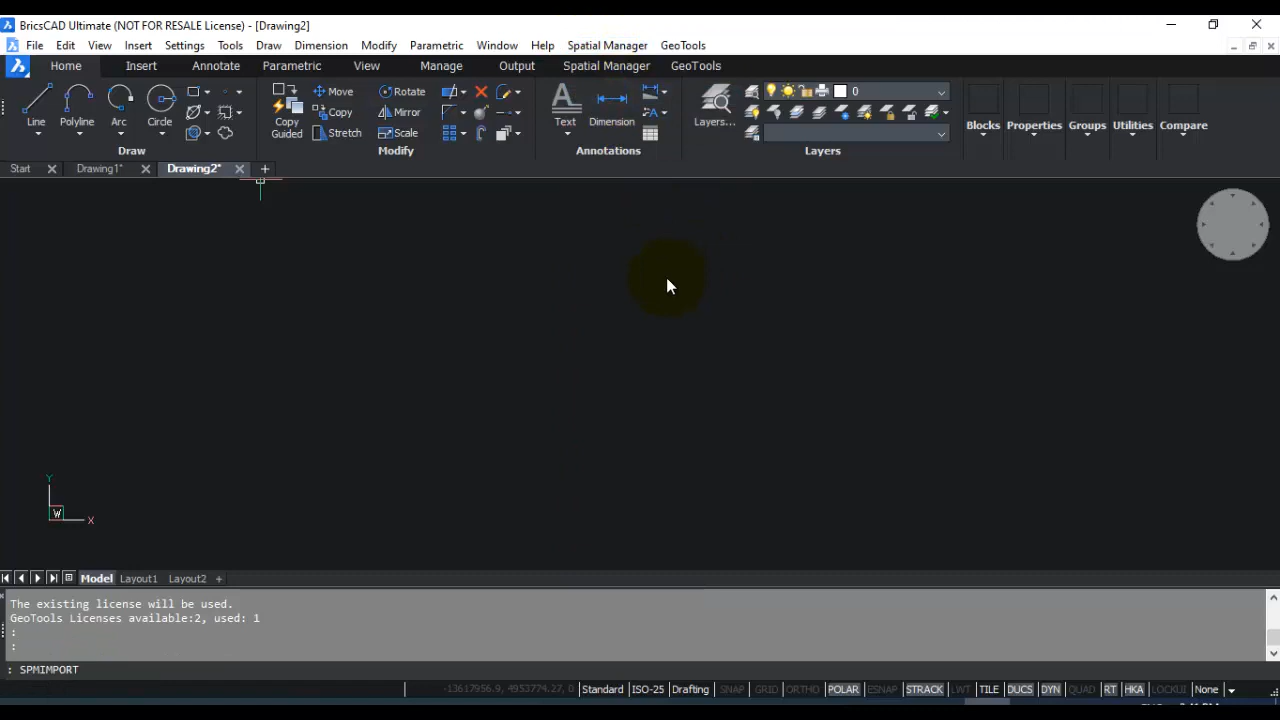 BricsCAD Ultimate (NOT FOR RESALE License) - [Drawing2]
File Edit View Insert Settings Tools Draw Dimension Modify Parametric Window Help Spatial Manager GeoTools
Home Insert Annotate Parametric View Manage Output Spatial Manager GeoTools
Line Polyline Arc Circle
Copy Guided
Move Rotate
Copy Mirror
Stretch Scale
Text Dimension
Layers...
0
Blocks Properties Groups Utilities Compare
Draw Modify Annotations Layers
Start Drawing1* Drawing2*
Y
W
X
Model Layout1 Layout2 +
The existing license will be used.
GeoTools Licenses available:2, used: 1
:
:
: SPMIMPORT
-13617956.9, 4953774.27, 0 Standard ISO-25 Drafting SNAP GRID ORTHO POLAR ESNAP STRACK LWT TILE DUCS DYN QUAD RT HKA LOCKUI None